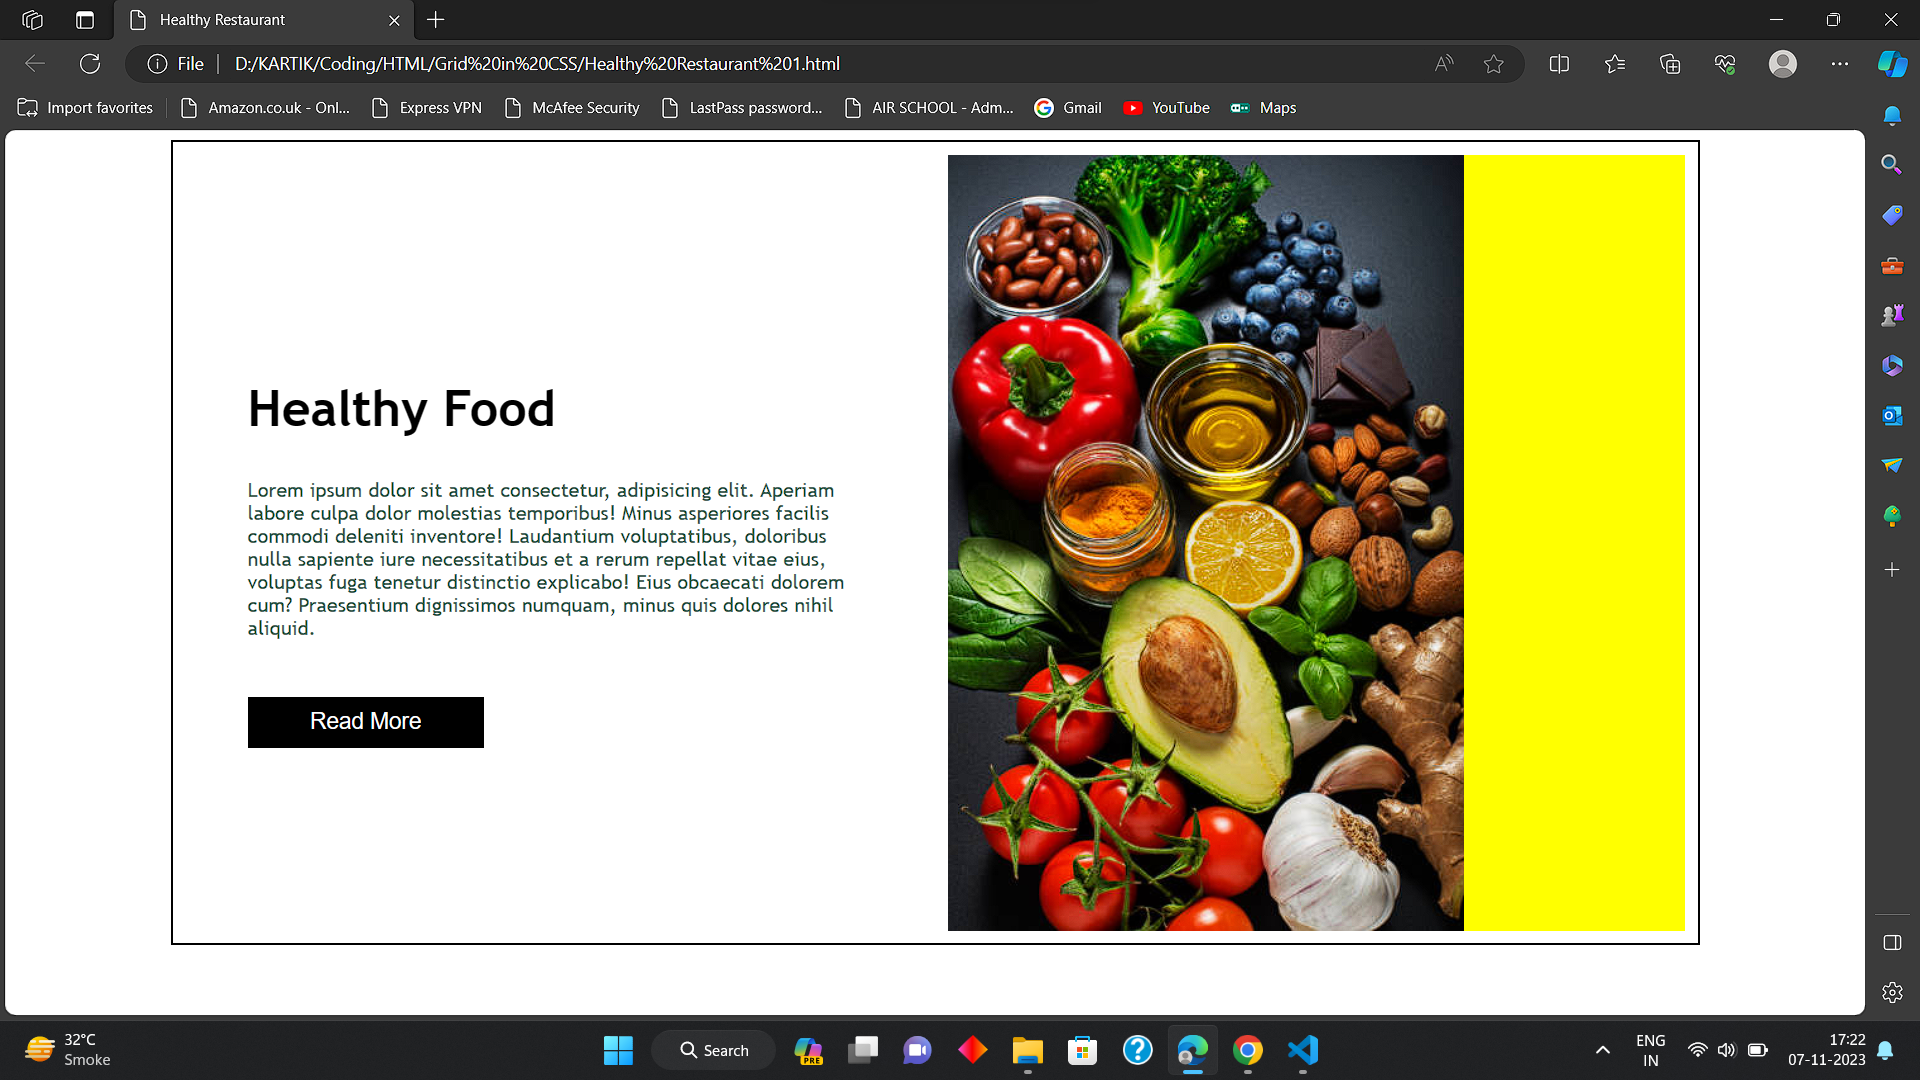 Healthy Restaurant
File
D:/KARTIK/Coding/HTML/Grid%20in%20CSS/Healthy%20Restaurant%201.html
Import favorites
Amazon.co.uk - Onl...
Express VPN
McAfee Security
LastPass password...
AIR SCHOOL - Adm...
Gmail
YouTube
Maps
Healthy Food
Lorem ipsum dolor sit amet consectetur, adipisicing elit. Aperiam
labore culpa dolor molestias temporibus! Minus asperiores facilis
commodi deleniti inventore! Laudantium voluptatibus, doloribus
nulla sapiente iure necessitatibus et a rerum repellat vitae eius,
voluptas fuga tenetur distinctio explicabo! Eius obcaecati dolorem
cum? Praesentium dignissimos numquam, minus quis dolores nihil
aliquid.
Read More
32°C
Smoke
Search
PRE
ENG
IN
17:22
07-11-2023